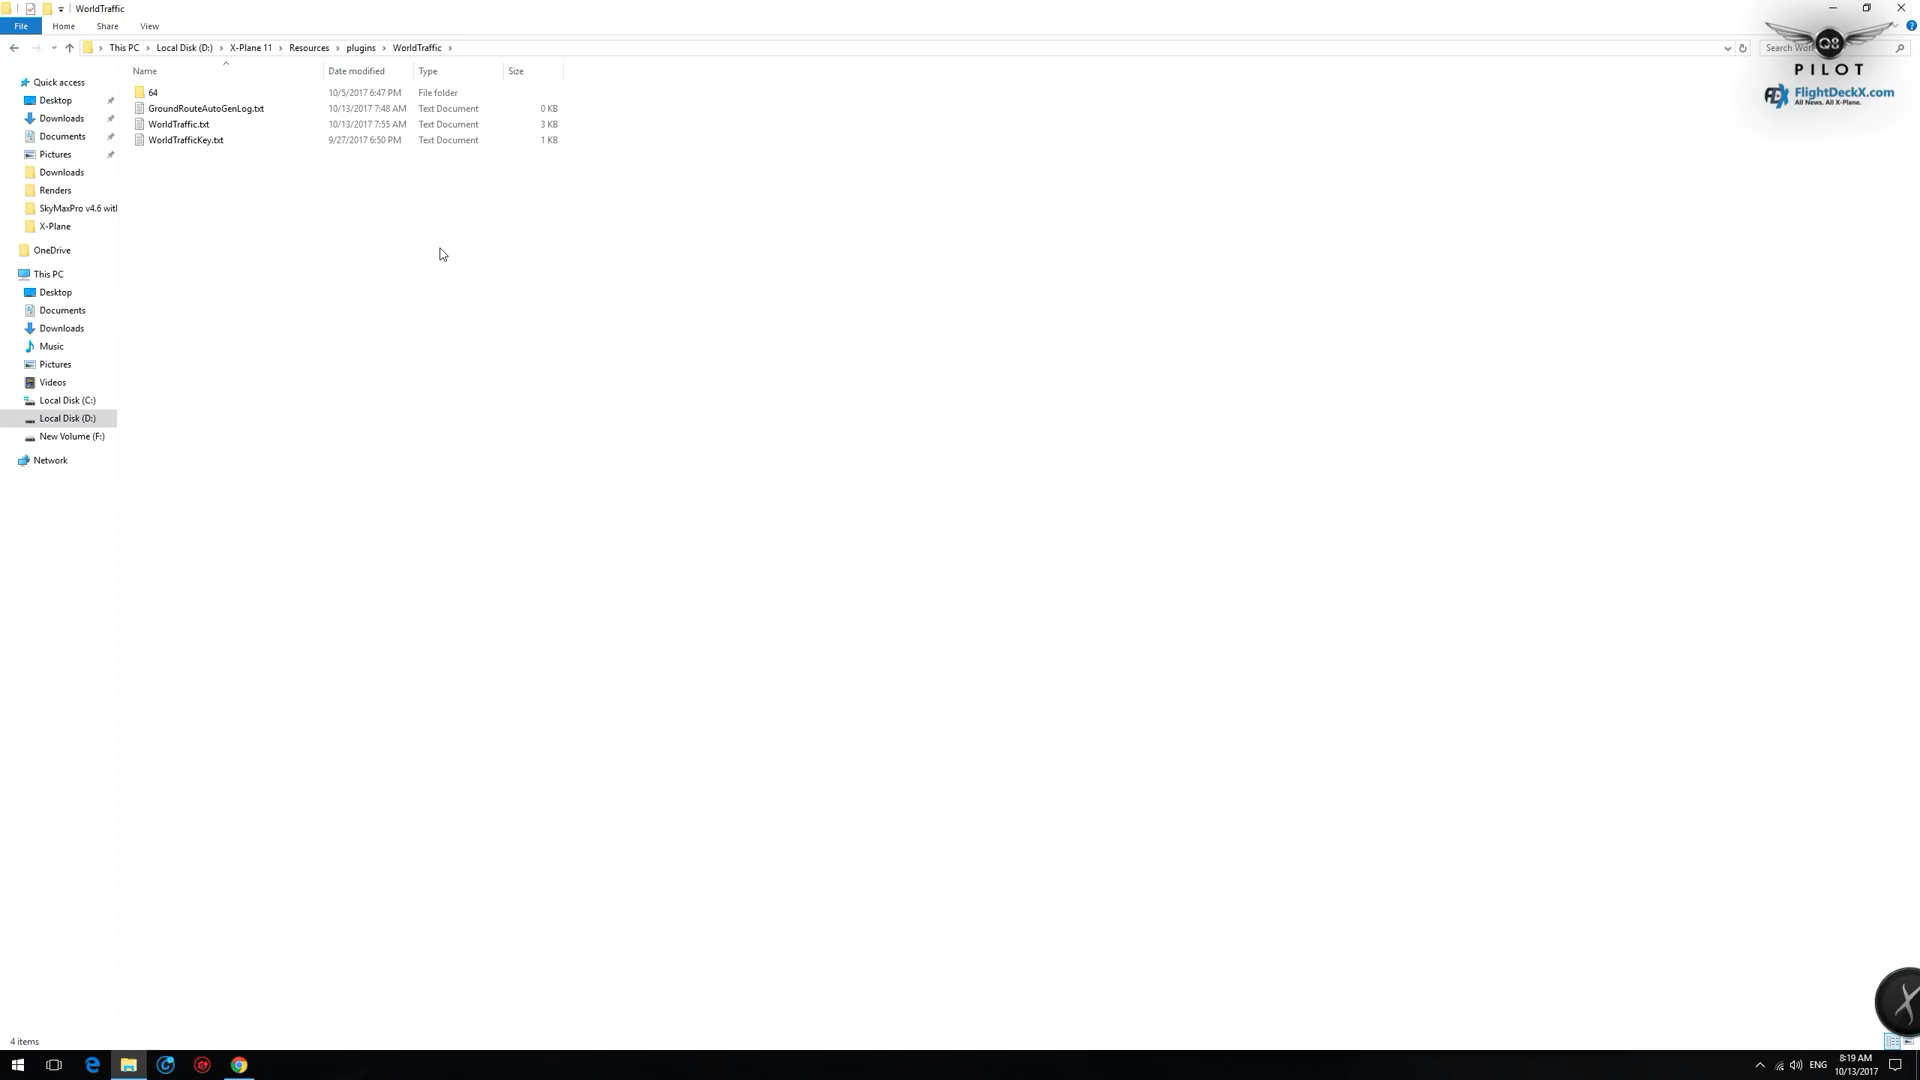 WorldTraffic
File Home Share View
This PC Local Disk (D:) X-Plane 11 Resources plugins WorldTraffic
Name Date modified Type Size
64 10/5/2017 6:47 PM File folder
GroundRouteAutoGenLog.txt 10/13/2017 7:48 AM Text Document 0 KB
WorldTraffic.txt 10/13/2017 7:55 AM Text Document 3 KB
WorldTrafficKey.txt 9/27/2017 6:50 PM Text Document 1 KB
Quick access
Desktop
Downloads
Documents
Pictures
Downloads
Renders
SkyMaxPro v4.6
X-Plane
OneDrive
This PC
Desktop
Documents
Downloads
Music
Pictures
Videos
Local Disk (C:)
Local Disk (D:)
New Volume (F:)
Network
Search
Q8
PILOT
FlightDeckX.com
All News. All X-Plane.
4 items
ENG
8:19 AM
10/13/2017